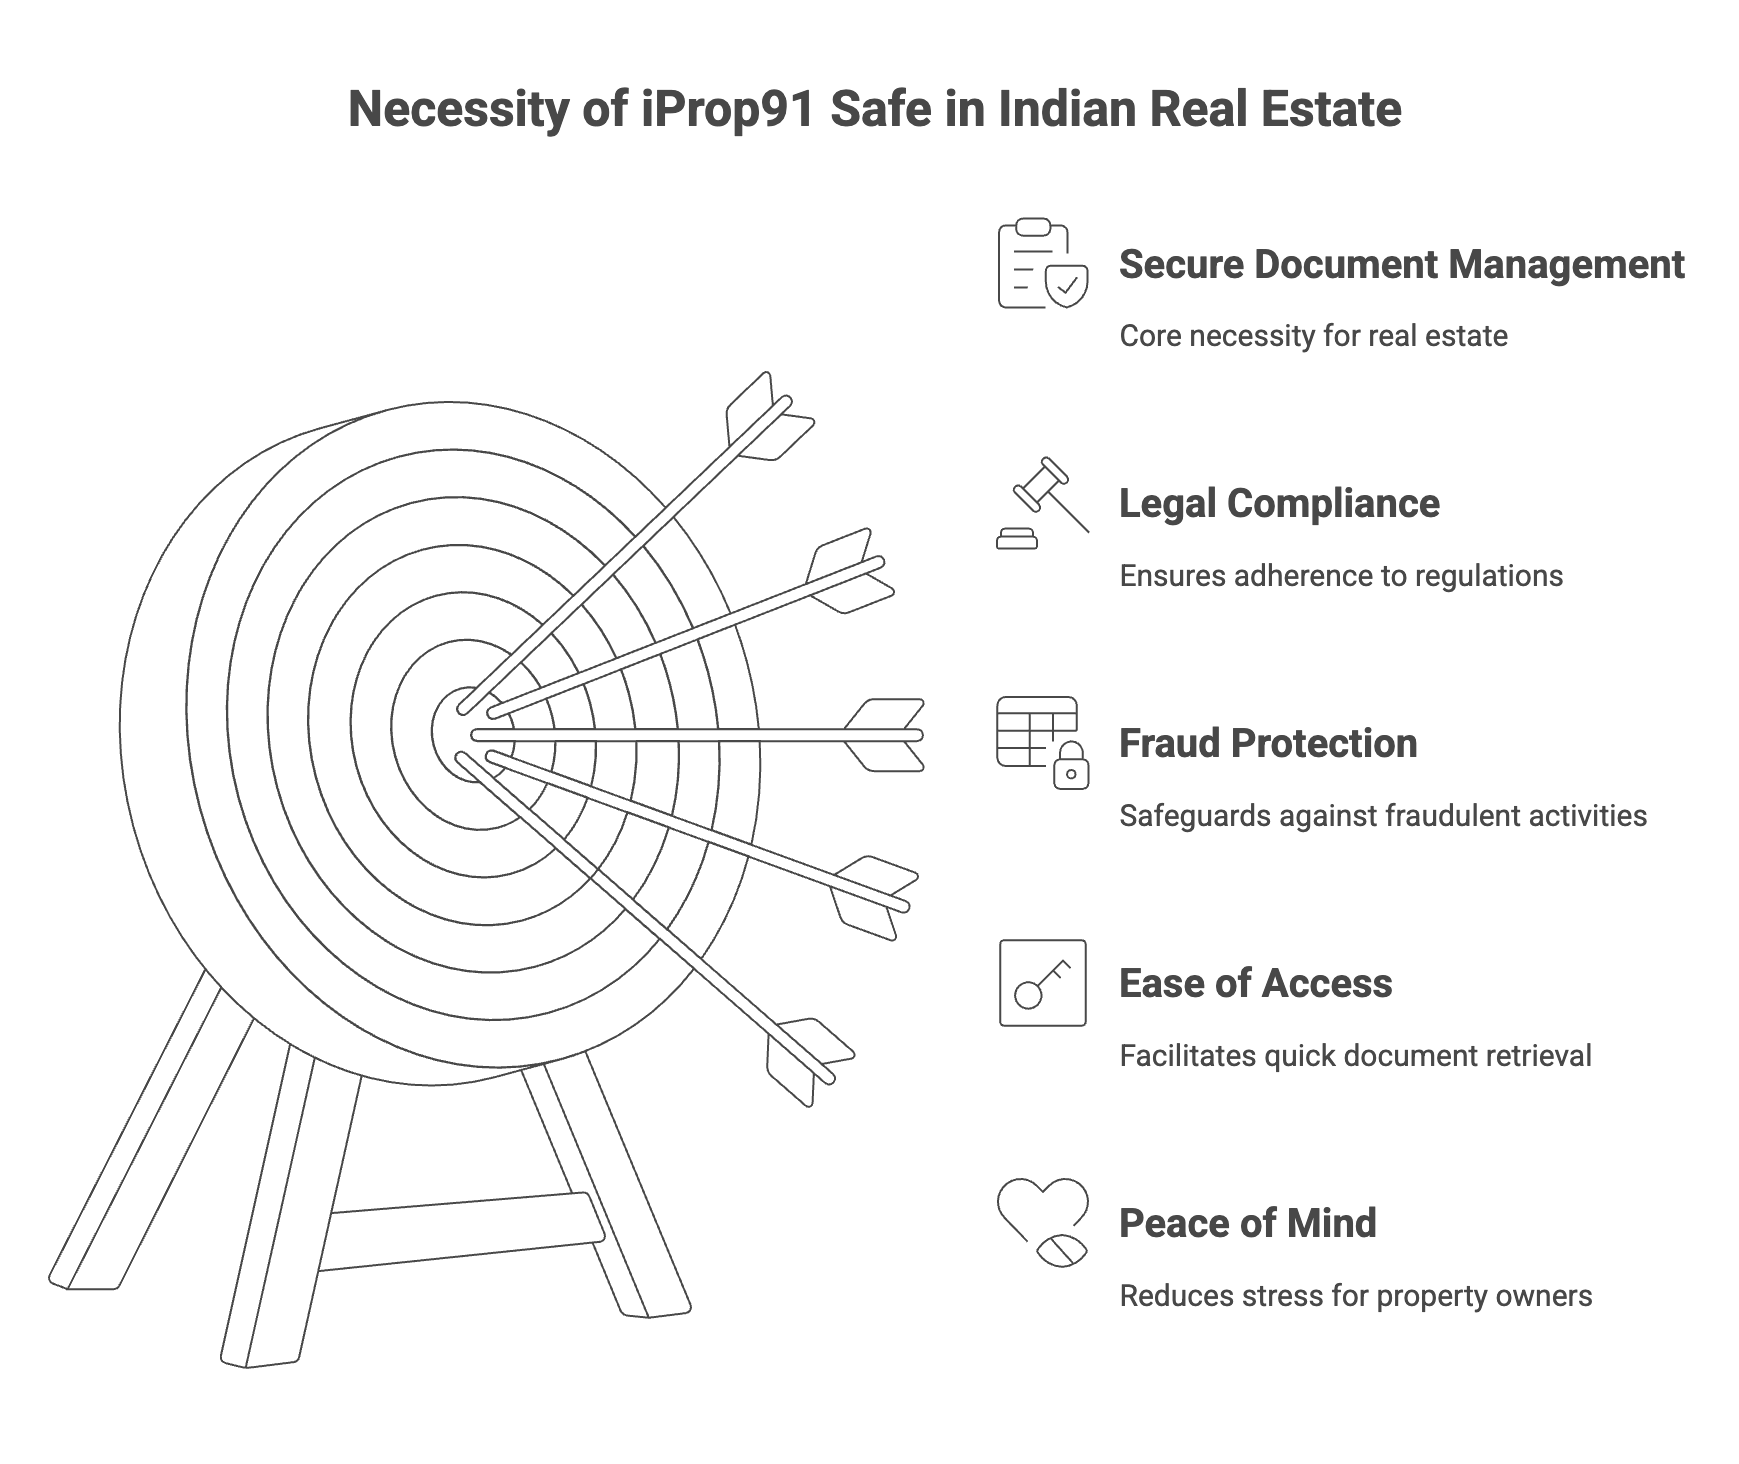 Necessity of iProp91 Safe in Indian Real Estate
Secure Document Management
Core necessity for real estate
Legal Compliance
Ensures adherence to regulations
Fraud Protection
Safeguards against fraudulent activities
Ease of Access
Facilitates quick document retrieval
Peace of Mind
Reduces stress for property owners